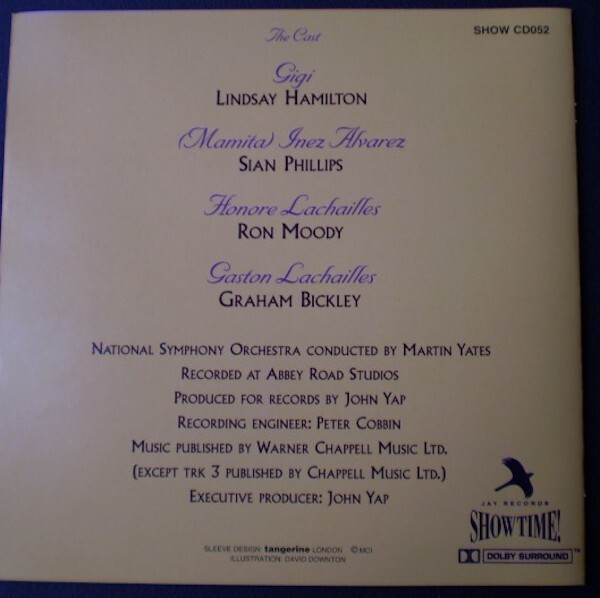 The Cast
SHOW CD052
Gigi
LINDSAY HAMILTON
(Mamita) Inez Alvarez
SIAN PHILLIPS
Honore Lachailles
RON MOODY
Gaston Lachailles
GRAHAM BICKLEY
NATIONAL SYMPHONY ORCHESTRA CONDUCTED BY MARTIN YATES
RECORDED AT ABBEY ROAD STUDIOS
PRODUCED FOR RECORDS BY JOHN YAP
RECORDING ENGINEER: PETER COBBIN
MUSIC PUBLISHED BY WARNER CHAPPELL MUSIC LTD.
(EXCEPT TRK 3 PUBLISHED BY CHAPPELL MUSIC LTD.)
EXECUTIVE PRODUCER: JOHN YAP
JAY RECORDS
SHOWTIME!
DOLBY SURROUND™
SLEEVE DESIGN: tangerine LONDON © MCI
ILLUSTRATION: DAVID DOWNTON